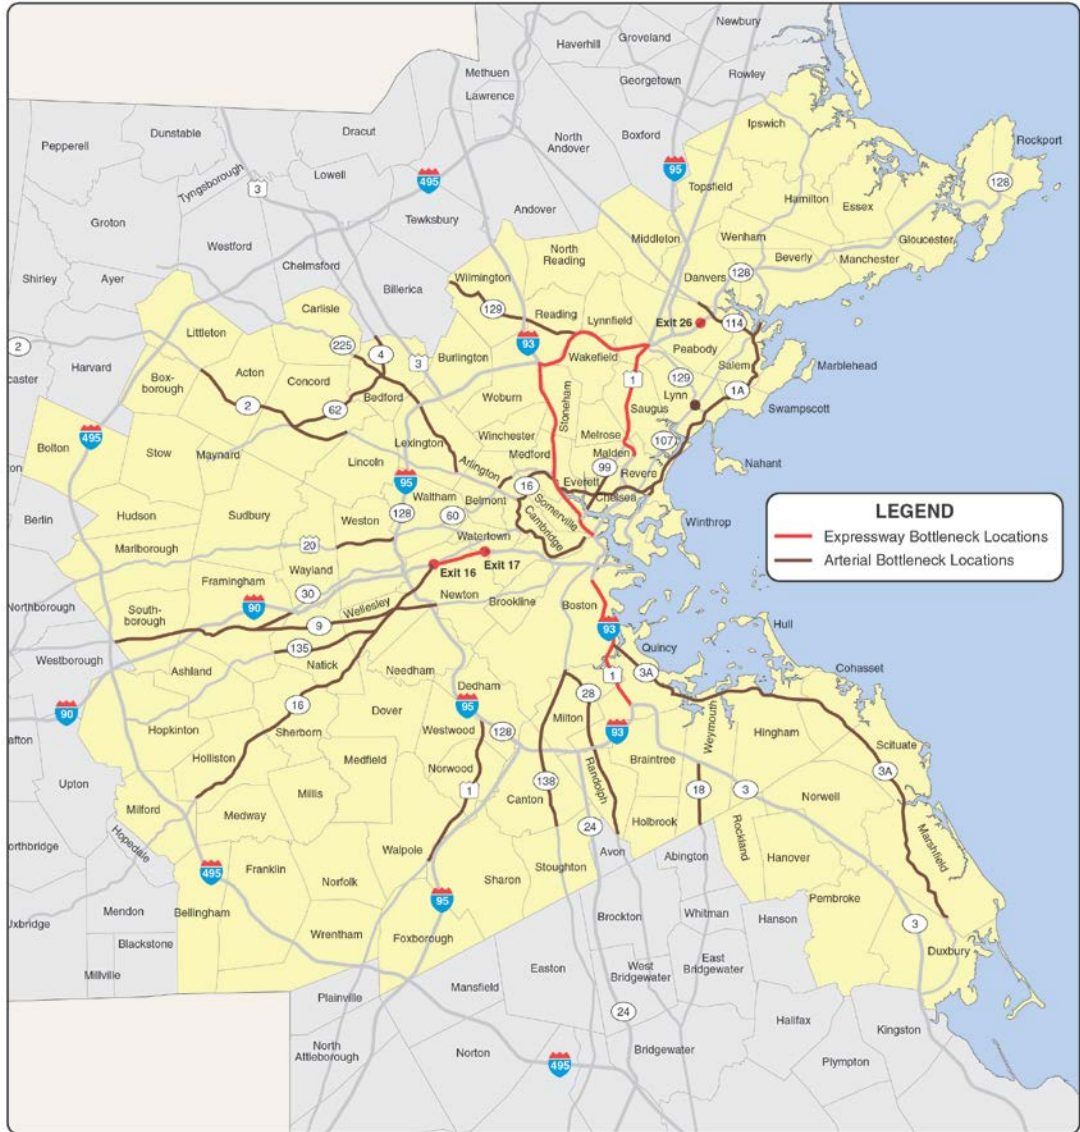 Newbury
Haverhill
Groveland
Methuen
Georgetown
Rowley
Lawrence
Dunstable
Dracut
North
Andover
Boxford
Ipswich
Rockport
Pepperell
Tyngsborough
3
Lowell
495
95
Topsfield
128
Hamilton
Essex
Groton
Tewksbury
Andover
Westford
Middleton
Wenham
Gloucester
North
Reading
Beverly
Manchester
Shirley
Ayer
Chelmsford
Billerica
Wilmington
Danvers
128
Carlisle
129
Reading
Lynnfield
Exit 26
114
Littleton
225
4
3
93
Peabody
2
Harvard
Burlington
Wakefield
Salem
Marblehead
Box-
borough
Acton
Concord
Bedford
1
129
1A
2
62
Woburn
Stoneham
Lynn
Swampscott
Saugus
495
Lexington
Winchester
Melrose
107
Bolton
Stow
Maynard
Medford
Malden
Lincoln
Arlington
99
Revere
Nahant
95
16
Everett
Waltham
Belmont
Somerville
Chelsea
Berlin
Hudson
Sudbury
Weston
128
60
Cambridge
Winthrop
Marlborough
20
Watertown
Wayland
Exit 17
Exit 16
Framingham
Northborough
30
90
Wellesley
Newton
Brookline
Boston
South-
borough
9
93
Hull
Westborough
135
Quincy
Ashland
Natick
Needham
3A
Cohasset
1
Dedham
28
90
16
95
Milton
Hopkinton
Sherborn
Dover
Westwood
128
93
Weymouth
Hingham
Scituate
Holliston
Medfield
Norwood
Braintree
3A
Upton
Randolph
Millis
1
138
18
3
Norwell
Milford
Medway
Canton
Holbrook
24
Rockland
Marshfield
Hopedale
Walpole
Avon
Abington
Hanover
495
Franklin
Norfolk
Stoughton
Sharon
95
Pembroke
Mendon
Bellingham
Brockton
Whitman
Hanson
3
Wrentham
Foxborough
Blackstone
Duxbury
Easton
West
Bridgewater
East
Bridgewater
Millville
Mansfield
Plainville
24
Halifax
Kingston
North
Attleborough
Norton
495
Bridgewater
Plympton
LEGEND
Expressway Bottleneck Locations
Arterial Bottleneck Locations